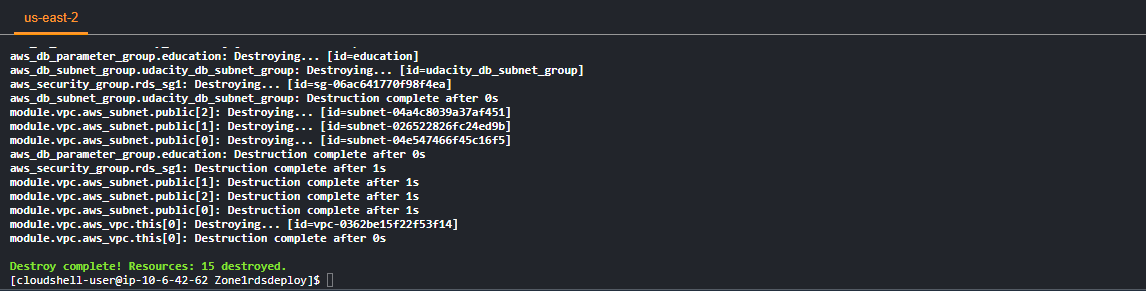 us-east-2
aws_db_parameter_group.education: Destroying... [id=education]
aws_db_subnet_group.udacity_db_subnet_group: Destroying... [id=udacity_db_subnet_group]
aws_security_group.rds_sg1: Destroying... [id=sg-06ac641770f98f4ea]
aws_db_subnet_group.udacity_db_subnet_group: Destruction complete after 0s
module.vpc.aws_subnet.public[2]: Destroying... [id=subnet-04a4c8039a37af451]
module.vpc.aws_subnet.public[1]: Destroying... [id=subnet-026522826fc24ed9b]
module.vpc.aws_subnet.public[0]: Destroying... [id=subnet-04e547466f45c16f5]
aws_db_parameter_group.education: Destruction complete after 0s
aws_security_group.rds_sg1: Destruction complete after 1s
module.vpc.aws_subnet.public[1]: Destruction complete after 1s
module.vpc.aws_subnet.public[2]: Destruction complete after 1s
module.vpc.aws_subnet.public[0]: Destruction complete after 1s
module.vpc.aws_vpc.this[0]: Destroying... [id=vpc-0362be15f22f53f14]
module.vpc.aws_vpc.this[0]: Destruction complete after 0s
Destroy complete! Resources: 15 destroyed.
[cloudshell-user@ip-10-6-42-62 Zone1rdsdeploy]$